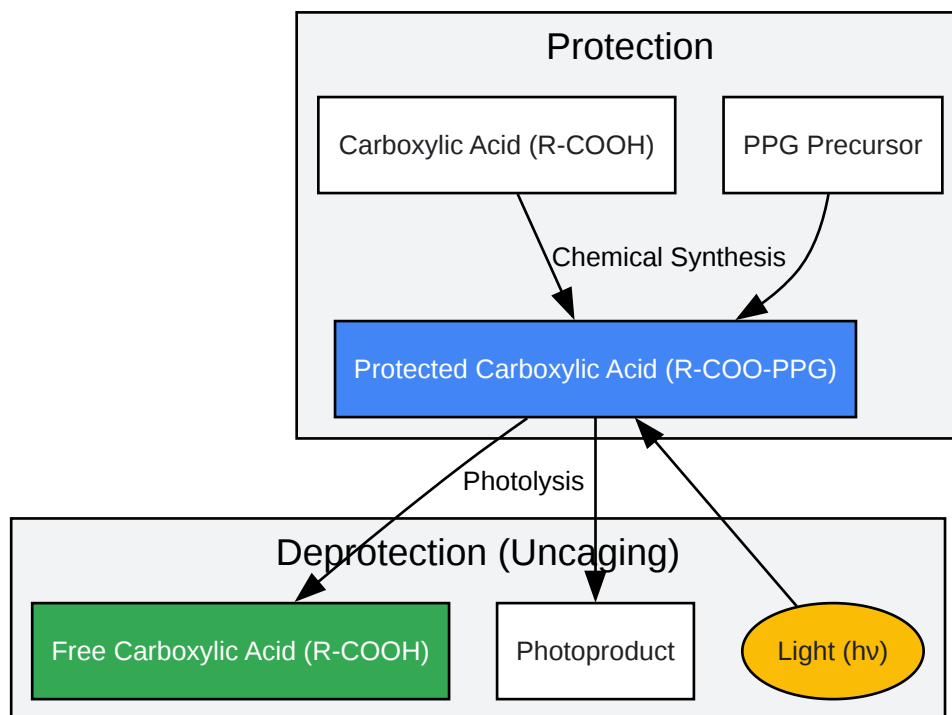 Protection
Carboxylic Acid (R-COOH)
PPG Precursor
Chemical Synthesis
Protected Carboxylic Acid (R-COO-PPG)
Photolysis
Deprotection (Uncaging)
Free Carboxylic Acid (R-COOH)
Photoproduct
Light (hν)